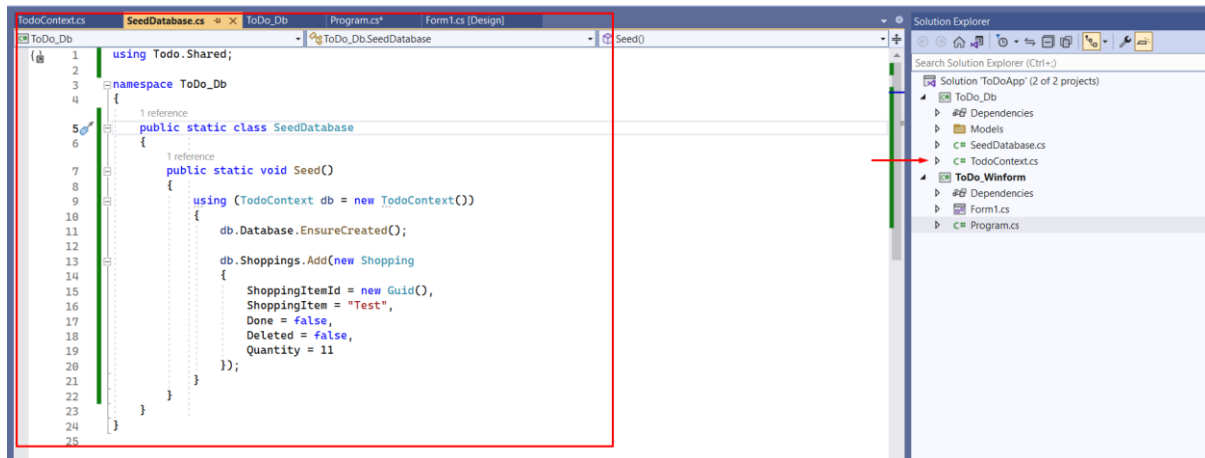 TodoContext.cs SeedDatabase.cs ToDo_Db Program.cs* Form1.cs [Design]
ToDo_Db ToDo_Db.SeedDatabase Seed()
1 using Todo.Shared;
2
3 namespace ToDo_Db
4 {
1 reference
5 public static class SeedDatabase
6 {
1 reference
7 public static void Seed()
8 {
9 using (TodoContext db = new TodoContext())
10 {
11 db.Database.EnsureCreated();
12
13 db.Shoppings.Add(new Shopping
14 {
15 ShoppingItemId = new Guid(),
16 ShoppingItem = "Test",
17 Done = false,
18 Deleted = false,
19 Quantity = 11
20 });
21 }
22 }
23 }
24 }
25
Solution Explorer
Search Solution Explorer (Ctrl+;)
Solution 'ToDoApp' (2 of 2 projects)
C# ToDo_Db
Dependencies
Models
C# SeedDatabase.cs
C# TodoContext.cs
C# ToDo_Winform
Dependencies
Form1.cs
C# Program.cs